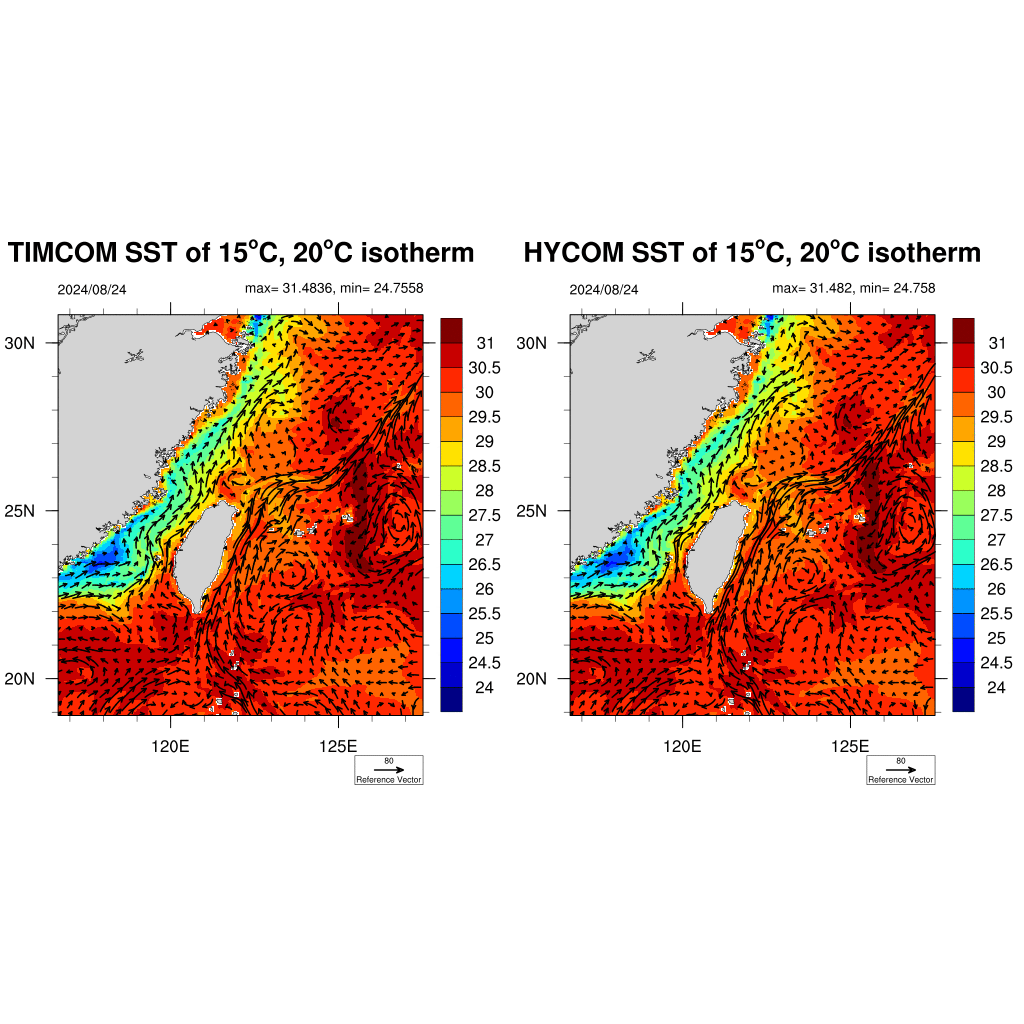 TIMCOM SST of 15°C, 20°C isotherm
2024/08/24
max= 31.4836, min= 24.7558
30N
25N
20N
120E
125E
31
30.5
30
29.5
29
28.5
28
27.5
27
26.5
26
25.5
25
24.5
24
80
Reference Vector
HYCOM SST of 15°C, 20°C isotherm
2024/08/24
max= 31.482, min= 24.758
30N
25N
20N
120E
125E
31
30.5
30
29.5
29
28.5
28
27.5
27
26.5
26
25.5
25
24.5
24
80
Reference Vector